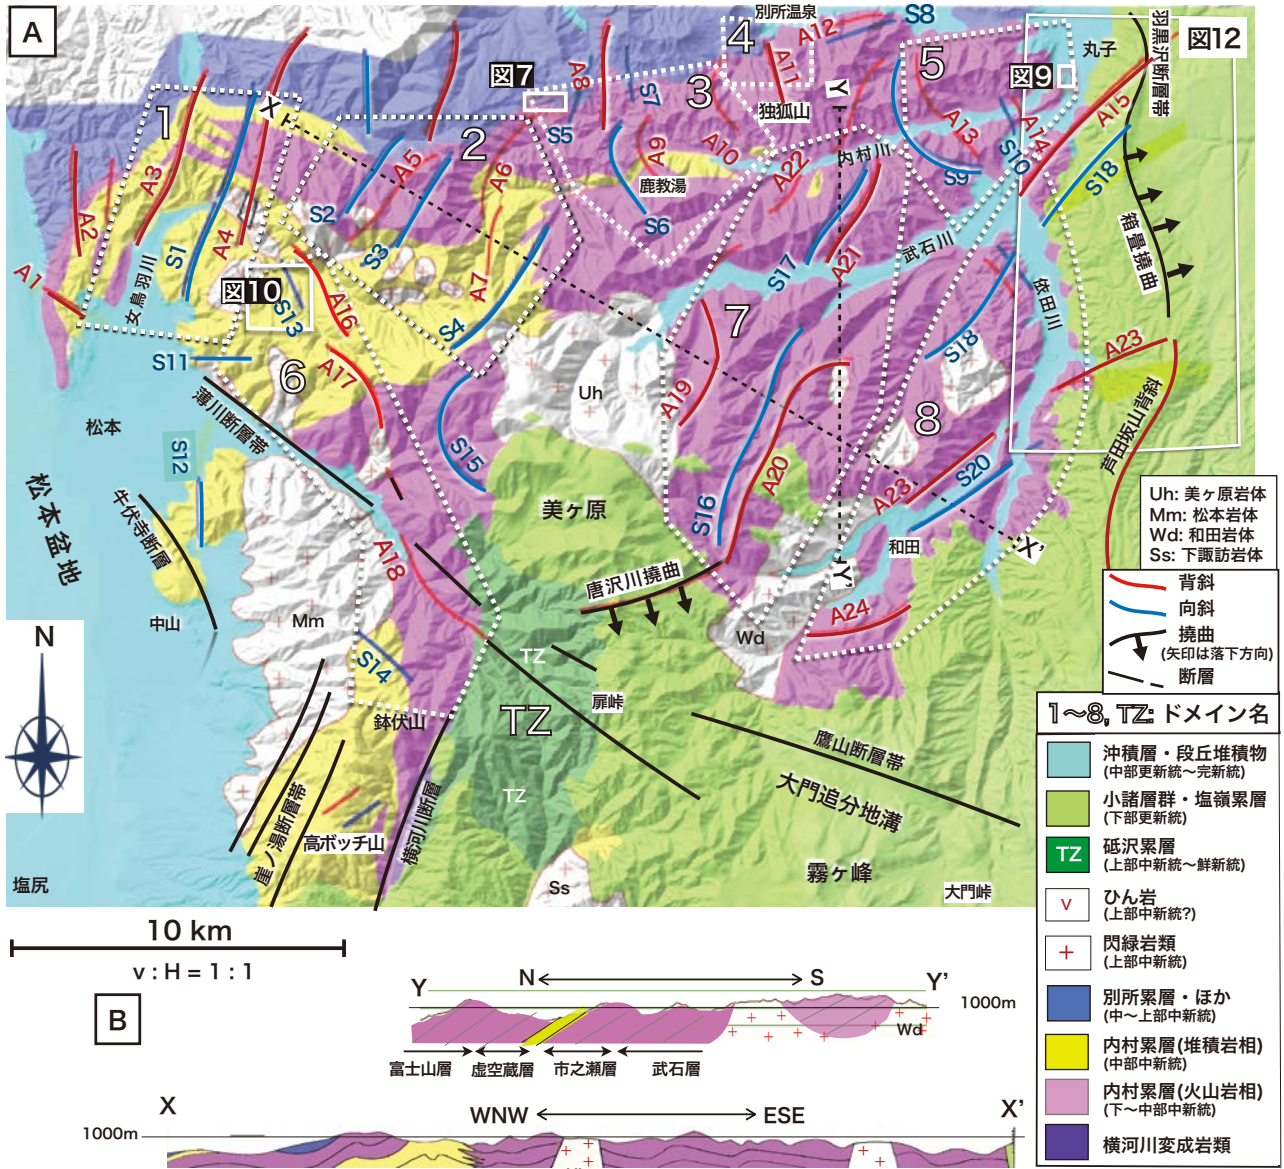 A
別所温泉
S8
A12
4
5
丸子
羽黒沢断層帯
図12
図7
A8
S7
3
A11
Y
図9
独狐山
1
X
A3
2
S5
A5
A6
A9
A10
A22
内村川
A13
S10
A14
A15
S18
S9
鹿教湯
S6
S2
S3
A2
A1
女鳥羽川
S1
A4
図10
S13
A16
A7
S4
S17
A21
武石川
箱畳撓曲
依田川
7
S18
A23
S11
6
A17
Uh
A19
8
芦田坂山背斜
松本
薄川断層帯
S12
S15
A20
S16
A23
S20
松本盆地
牛伏寺断層
美ヶ原
和田
X'
Y'
A18
唐沢川撓曲
A24
Wd
中山
Mm
S14
TZ
TZ
TZ
扉峠
鉢伏山
鷹山断層帯
大門追分地溝
横河川断層
崖ノ湯断層帯
高ボッチ山
霧ヶ峰
大門峠
塩尻
Ss
N
Uh: 美ヶ原岩体
Mm: 松本岩体
Wd: 和田岩体
Ss: 下諏訪岩体
背斜
向斜
撓曲
(矢印は落下方向)
断層
1〜8, TZ: ドメイン名
沖積層・段丘堆積物
(中部更新統〜完新統)
小諸層群・塩嶺累層
(下部更新統)
TZ 砥沢累層
(上部中新統〜鮮新統)
v ひん岩
(上部中新統?)
+ 閃緑岩類
(上部中新統)
別所累層・ほか
(中〜上部中新統)
内村累層(堆積岩相)
(中部中新統)
内村累層(火山岩相)
(下〜中部中新統)
横河川変成岩類
10 km
v : H = 1 : 1
B
Y N S Y'
1000m
Wd
富士山層 虚空蔵層 市之瀬層 武石層
X WNW ESE X'
1000m